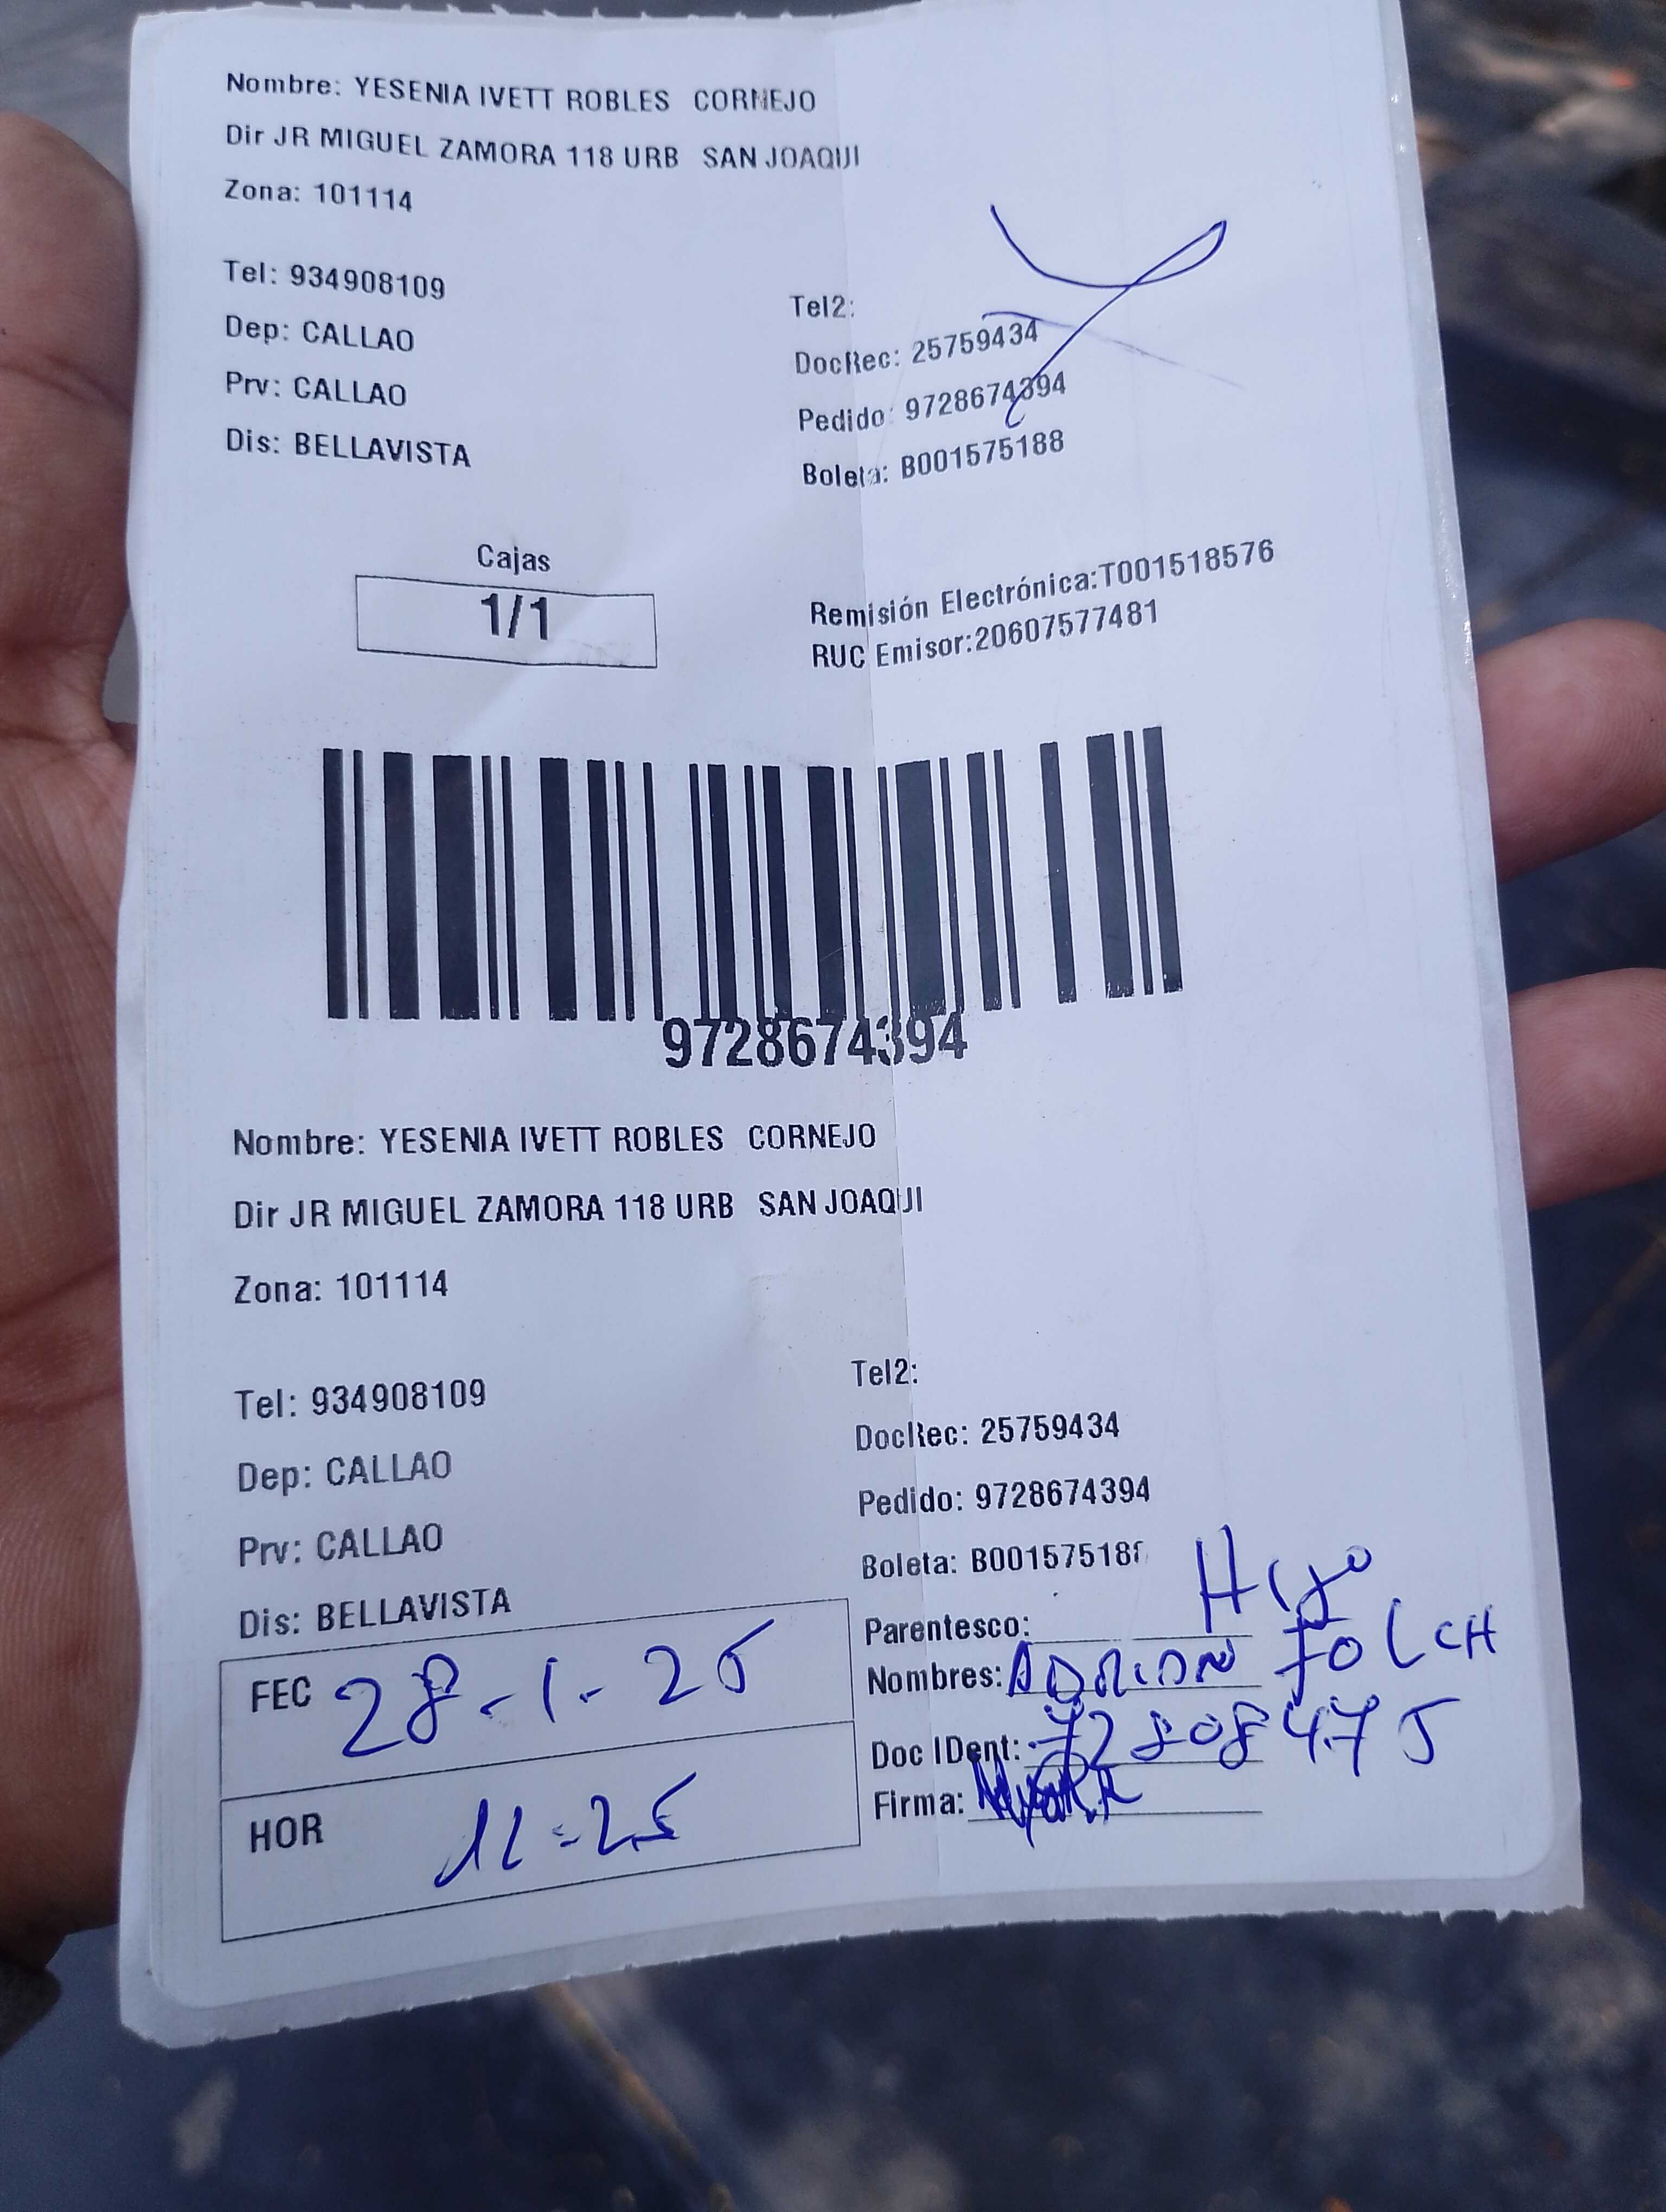 Nombre: YESENIA IVETT ROBLES CORNEJO
Dir JR MIGUEL ZAMORA 118 URB SAN JOAQUI
Zona: 101114
Tel: 934908109
Tel2:
Dep: CALLAO
DocRec: 25759434
Prv: CALLAO
Pedido: 9728674394
Dis: BELLAVISTA
Boleta: B001575188
Cajas
1/1
Remisión Electrónica:T001518576
RUC Emisor:20607577481
9728674394
Nombre: YESENIA IVETT ROBLES CORNEJO
Dir JR MIGUEL ZAMORA 118 URB SAN JOAQUI
Zona: 101114
Tel: 934908109
Tel2:
Dep: CALLAO
DocRec: 25759434
Prv: CALLAO
Pedido: 9728674394
Dis: BELLAVISTA
Boleta: B001575188
Parentesco: Hijo
FEC 28-1-25
Nombres: ADRIAN FOLCH
Doc IDent: 72808475
HOR
Firma: